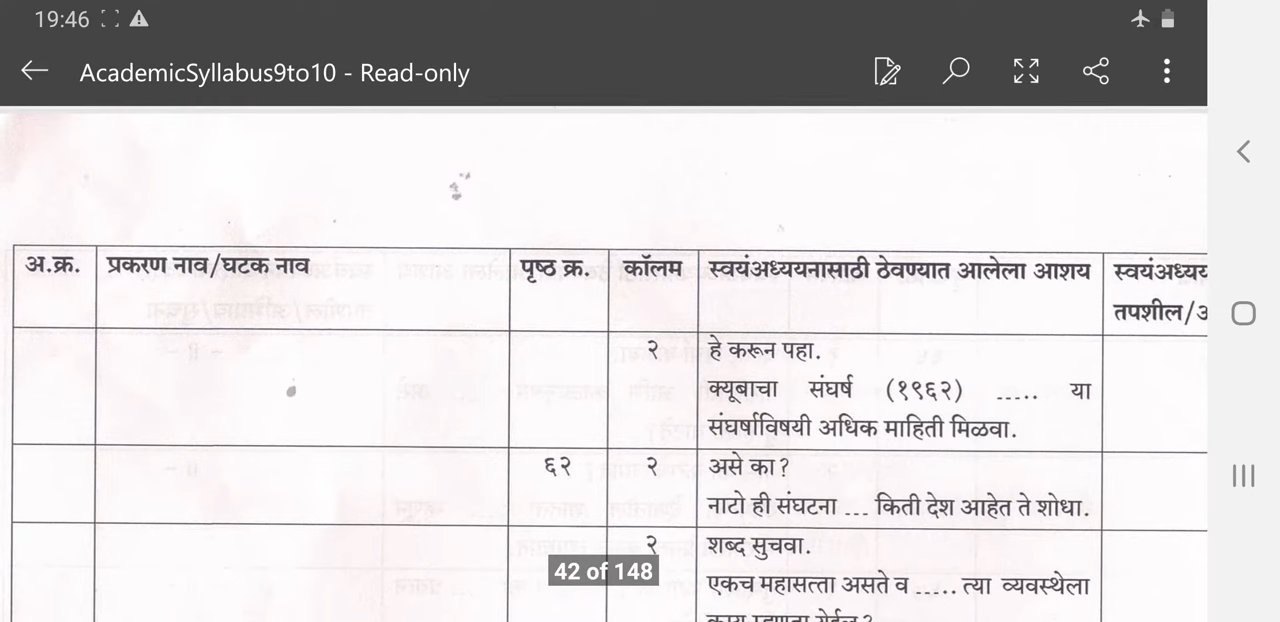 19:46
AcademicSyllabus9to10 - Read-only
अ.क्र. प्रकरण नाव/घटक नाव पृष्ठ क्र. कॉलम स्वयंअध्ययनासाठी ठेवण्यात आलेला आशय स्वयंअध्यय
तपशील/अ
२ हे करून पहा.
क्यूबाचा संघर्ष (१९६२) ..... या
संघर्षाविषयी अधिक माहिती मिळवा.
६२ २ असे का?
नाटो ही संघटना ... किती देश आहेत ते शोधा.
२ शब्द सुचवा.
42 of 148
एकच महासत्ता असते व ..... त्या व्यवस्थेला